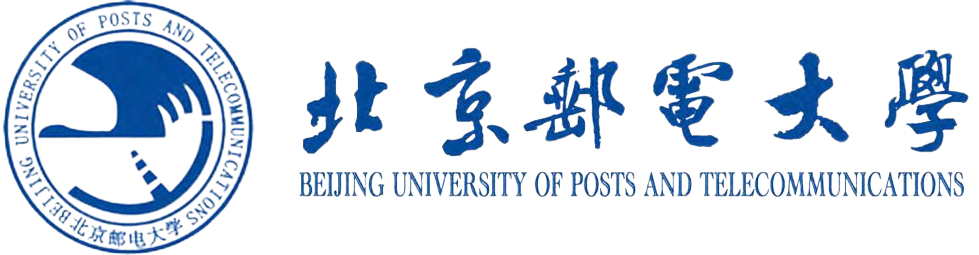 BEIJING UNIVERSITY OF POSTS AND TELECOMMUNICATIONS
北京邮电大学
北京郵電大學
BEIJING UNIVERSITY OF POSTS AND TELECOMMUNICATIONS